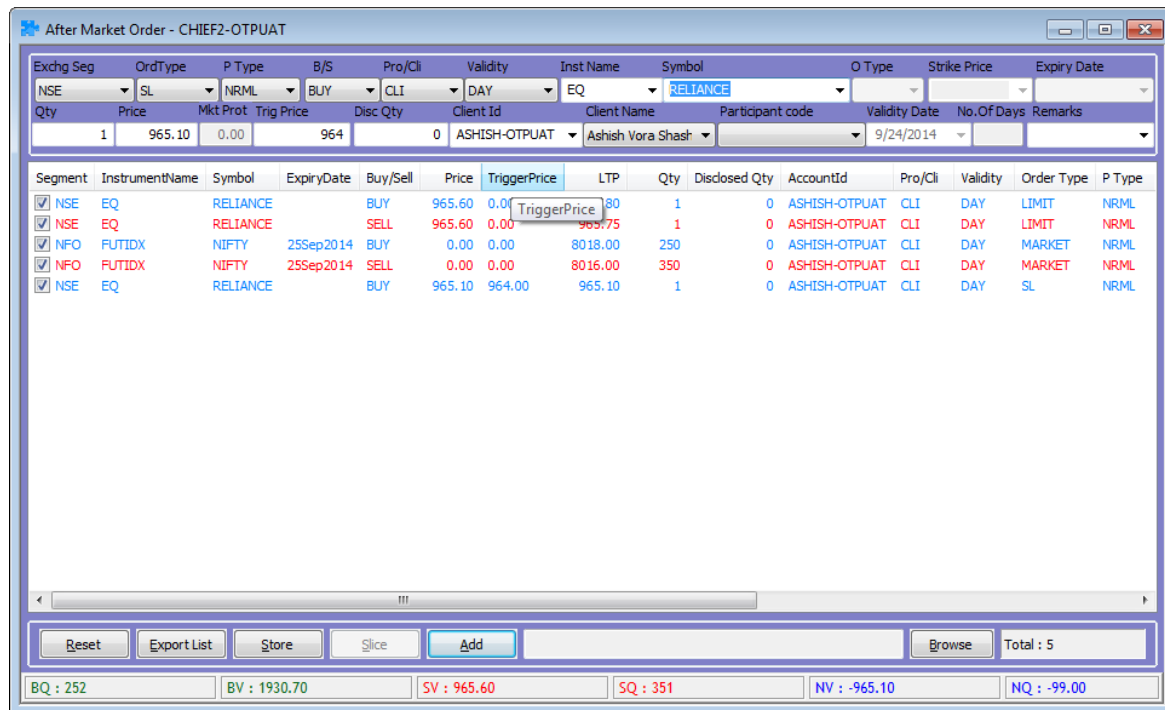 After Market Order - CHIEF2-OTPUAT
Exchg Seg OrdType P Type B/S Pro/Cli Validity Inst Name Symbol O Type Strike Price Expiry Date
NSE SL NRML BUY CLI DAY EQ RELIANCE
Qty Price Mkt Prot Trig Price Disc Qty Client Id Client Name Participant code Validity Date No.Of Days Remarks
1 965.10 0.00 964 0 ASHISH-OTPUAT Ashish Vora Shash 9/24/2014
Segment InstrumentName Symbol ExpiryDate Buy/Sell Price TriggerPrice LTP Qty Disclosed Qty AccountId Pro/Cli Validity Order Type P Type
NSE EQ RELIANCE BUY 965.60 0.00 .80 1 0 ASHISH-OTPUAT CLI DAY LIMIT NRML
TriggerPrice
NSE EQ RELIANCE SELL 965.60 0.00 965.75 1 0 ASHISH-OTPUAT CLI DAY LIMIT NRML
NFO FUTIDX NIFTY 25Sep2014 BUY 0.00 0.00 8018.00 250 0 ASHISH-OTPUAT CLI DAY MARKET NRML
NFO FUTIDX NIFTY 25Sep2014 SELL 0.00 0.00 8016.00 350 0 ASHISH-OTPUAT CLI DAY MARKET NRML
NSE EQ RELIANCE BUY 965.10 964.00 965.10 1 0 ASHISH-OTPUAT CLI DAY SL NRML
Reset Export List Store Slice Add Browse Total : 5
BQ : 252 BV : 1930.70 SV : 965.60 SQ : 351 NV : -965.10 NQ : -99.00